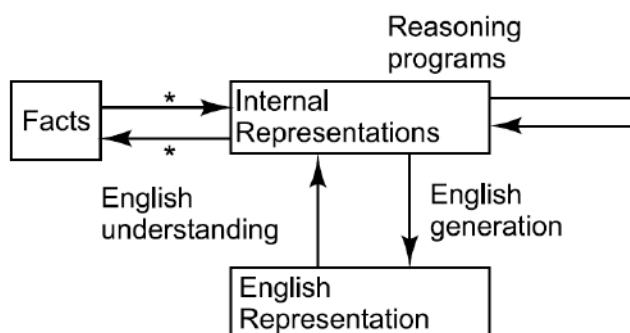 Reasoning
programs
*
Facts
Internal
Representations
*
English
understanding
English
generation
English
Representation